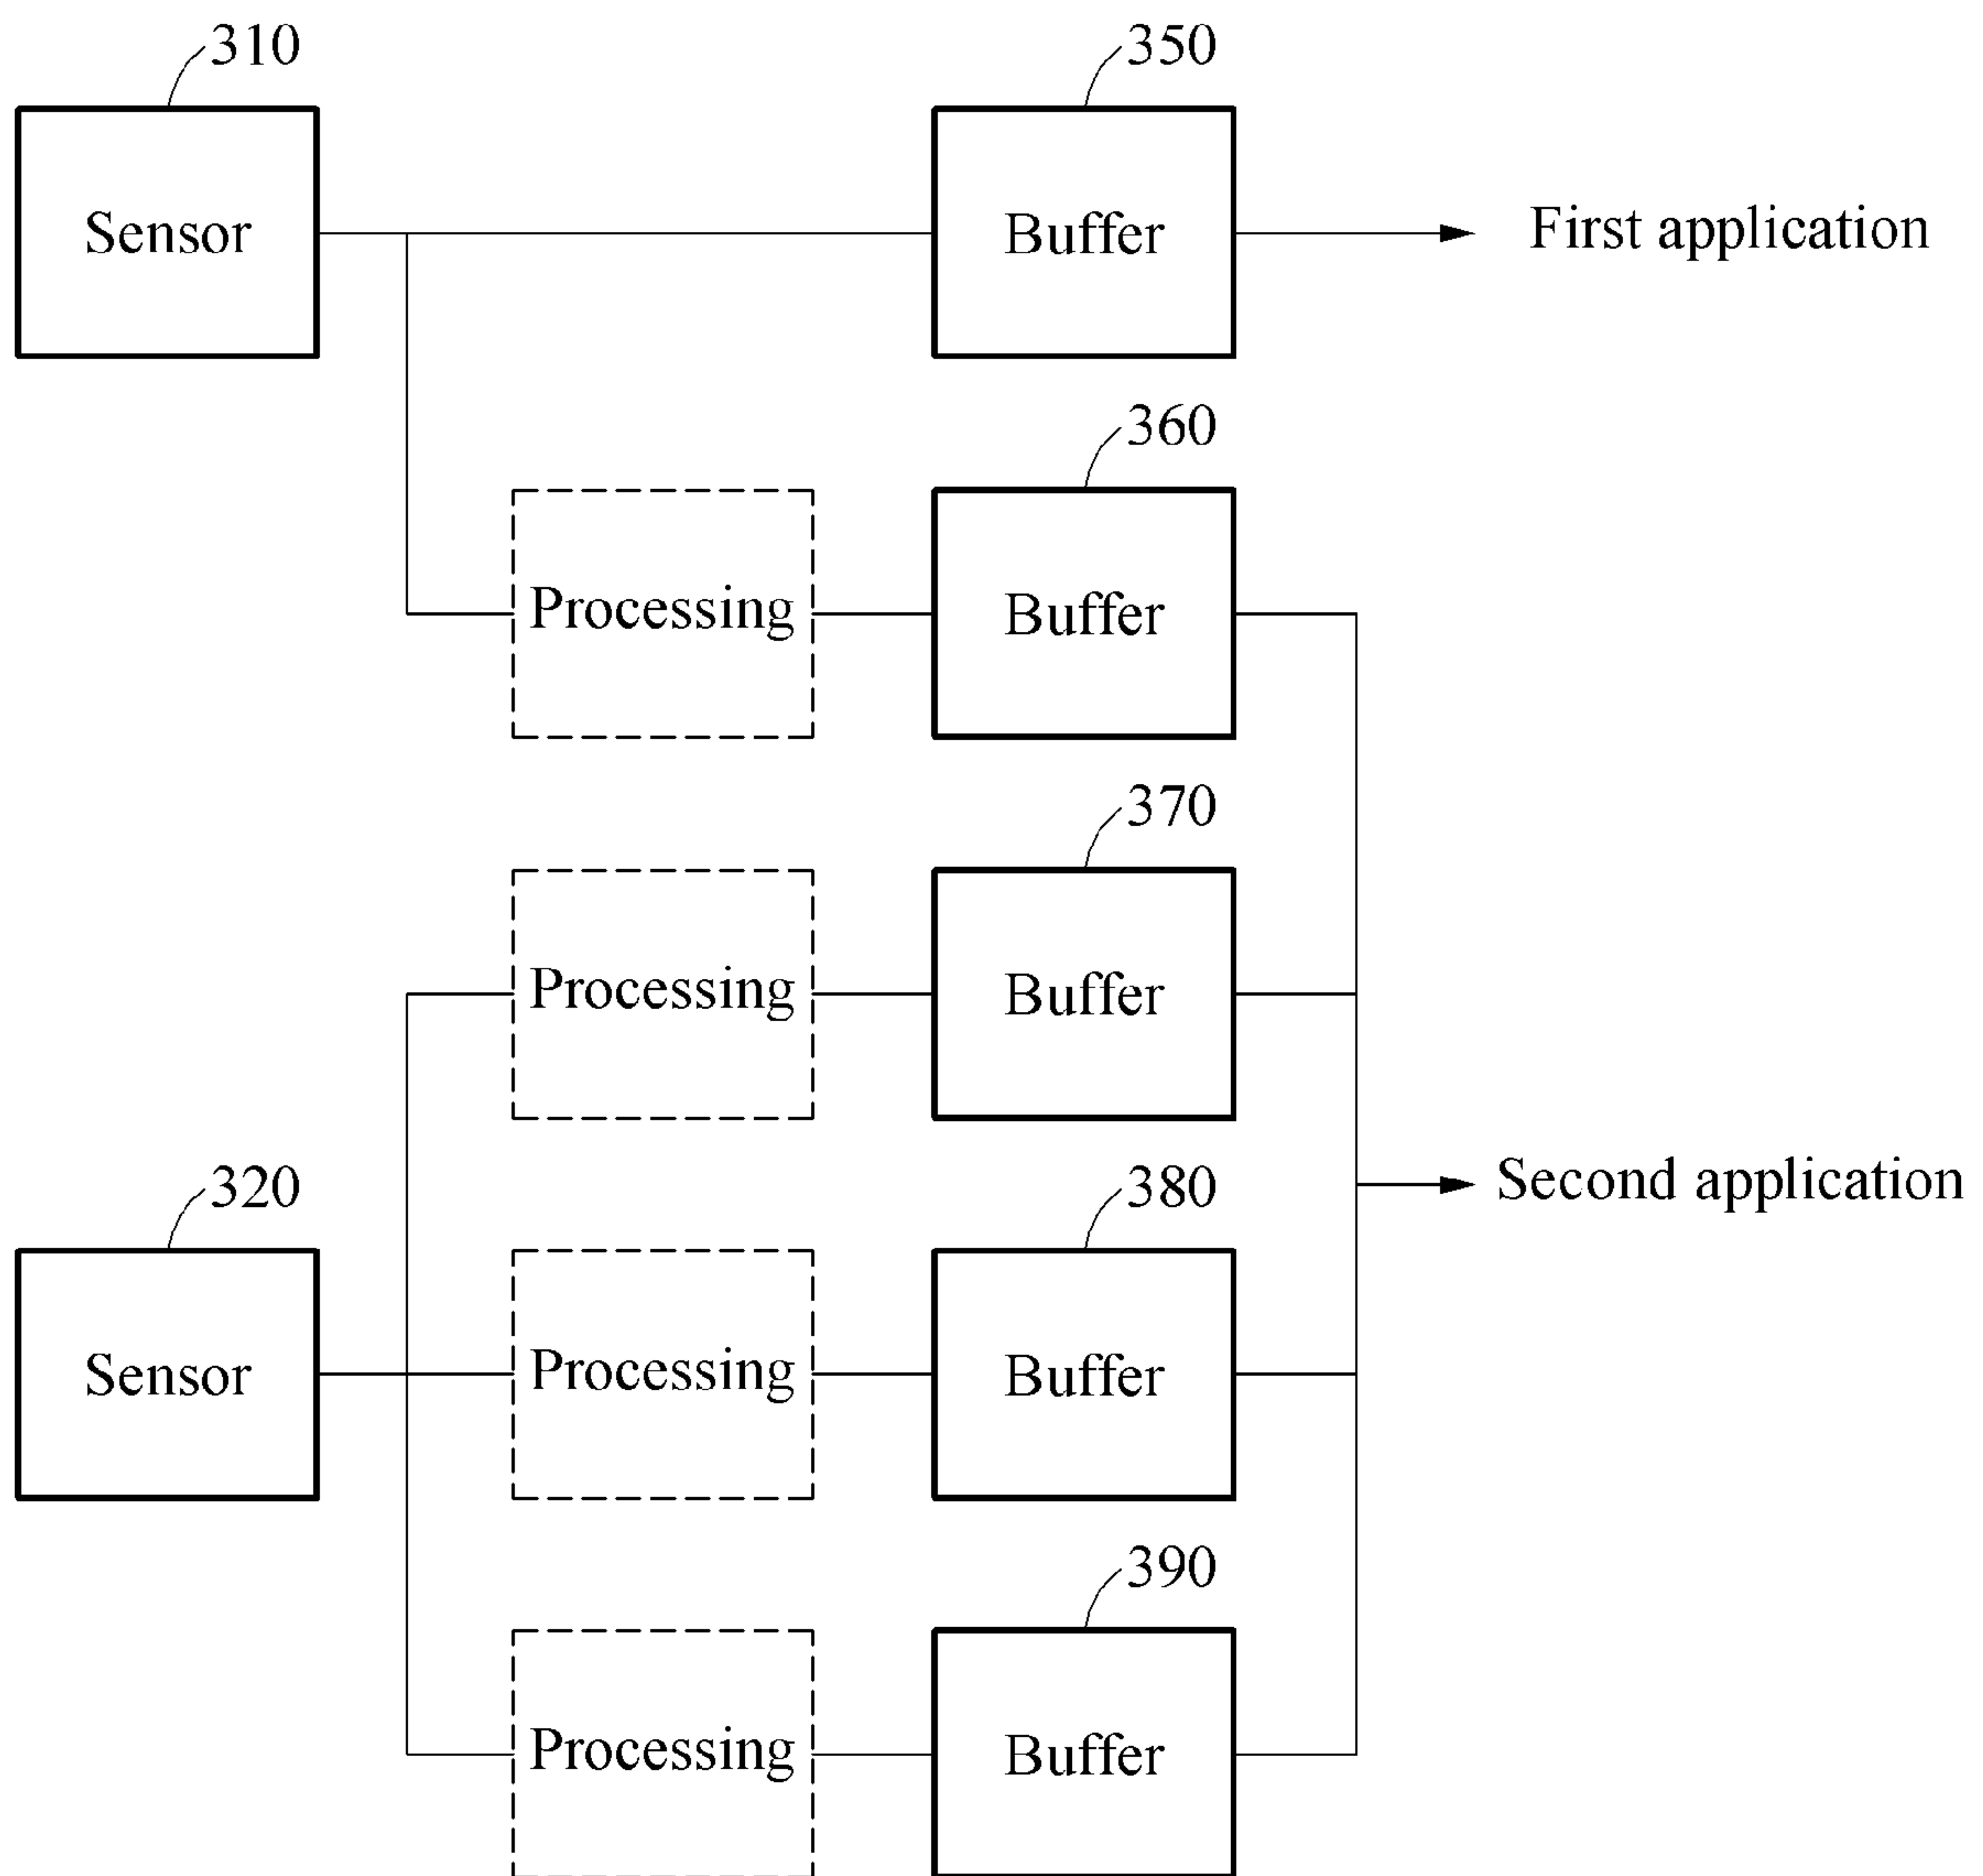 310
350
Sensor
Buffer
First application
360
Processing
Buffer
370
Processing
Buffer
320
380
Second application
Sensor
Processing
Buffer
390
Processing
Buffer